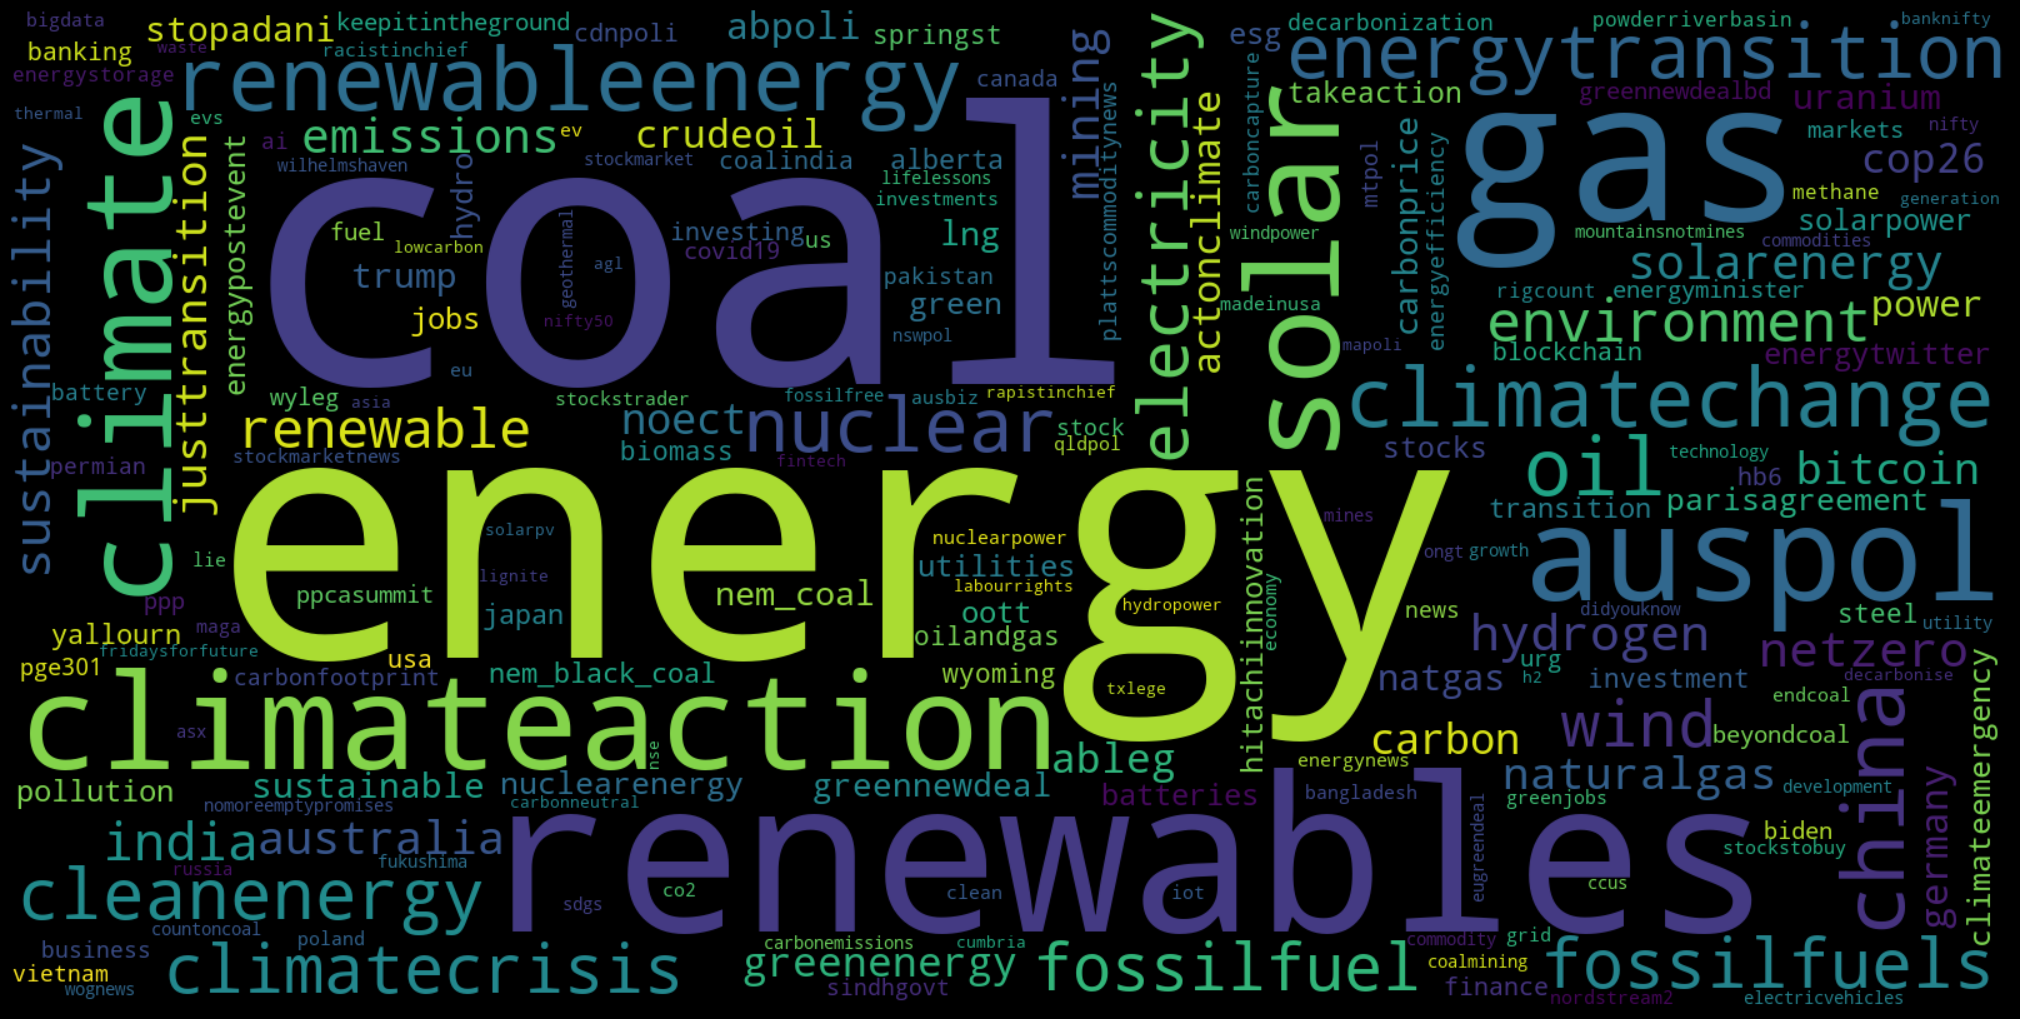 bigdata
keepitintheground
stopadani
cdnpoli
abpoli
springst
esg
decarbonization
powderriverbasin
banknifty
banking
waste
racistinchief
energytransition
energystorage
renewableenergy
canada
mining
electricity
takeaction
greennewdealbd
uranium
thermal
climate
evs
emissions
ev
crudeoil
coal
plattscommoditynews
actonclimate
carboncapture
solar
carbonprice
gas
markets
nifty
sustainability
justtransition
energypostevent
ai
wilhelmshaven
hydro
stockmarket
coalindia
alberta
lifelessons
investments
mtpol
energyefficiency
cop26
methane
generation
fuel
lowcarbon
geothermal
investing
us
lng
windpower
solarpower
mountainsnotmines
commodities
trump
agl
covid19
pakistan
green
solarenergy
jobs
nifty50
nswpol
madeinusa
rigcount
energyminister
power
environment
mapoli
blockchain
energytwitter
battery
wyleg
asia
eu
stockstrader
fossilfree
ausbiz
rapistinchief
climatechange
renewable
noect
nuclear
stock
qldpol
stocks
oil
technology
permian
stockmarketnews
biomass
fintech
hb6
bitcoin
energy
hitachiinnovation
mines
transition
parisagreement
lie
solarpv
nuclearpower
utilities
ongt
growth
auspol
lignite
labourrights
economy
ppp
ppcasummit
japan
nem_coal
oott
hydropower
news
didyouknow
steel
utility
yallourn
maga
oilandgas
hydrogen
netzero
fridaysforfuture
pge301
usa
carbonfootprint
nem_black_coal
wyoming
txlege
natgas
urg
h2
investment
decarbonise
climateaction
endcoal
china
climateemergency
asx
nse
ableg
energynews
carbon
wind
beyondcoal
pollution
sustainable
nuclearenergy
greennewdeal
batteries
bangladesh
naturalgas
development
nomoreemptypromises
carbonneutral
renewables
eugreendeal
greenjobs
germany
india
australia
fukushima
biden
stockstobuy
russia
cleanenergy
sdgs
co2
clean
iot
ccus
countoncoal
business
poland
carbonemissions
cumbria
commodity
grid
vietnam
climatecrisis
greenenergy
fossilfuel
coalmining
fossilfuels
wognews
sindhgovt
finance
nordstream2
electricvehicles